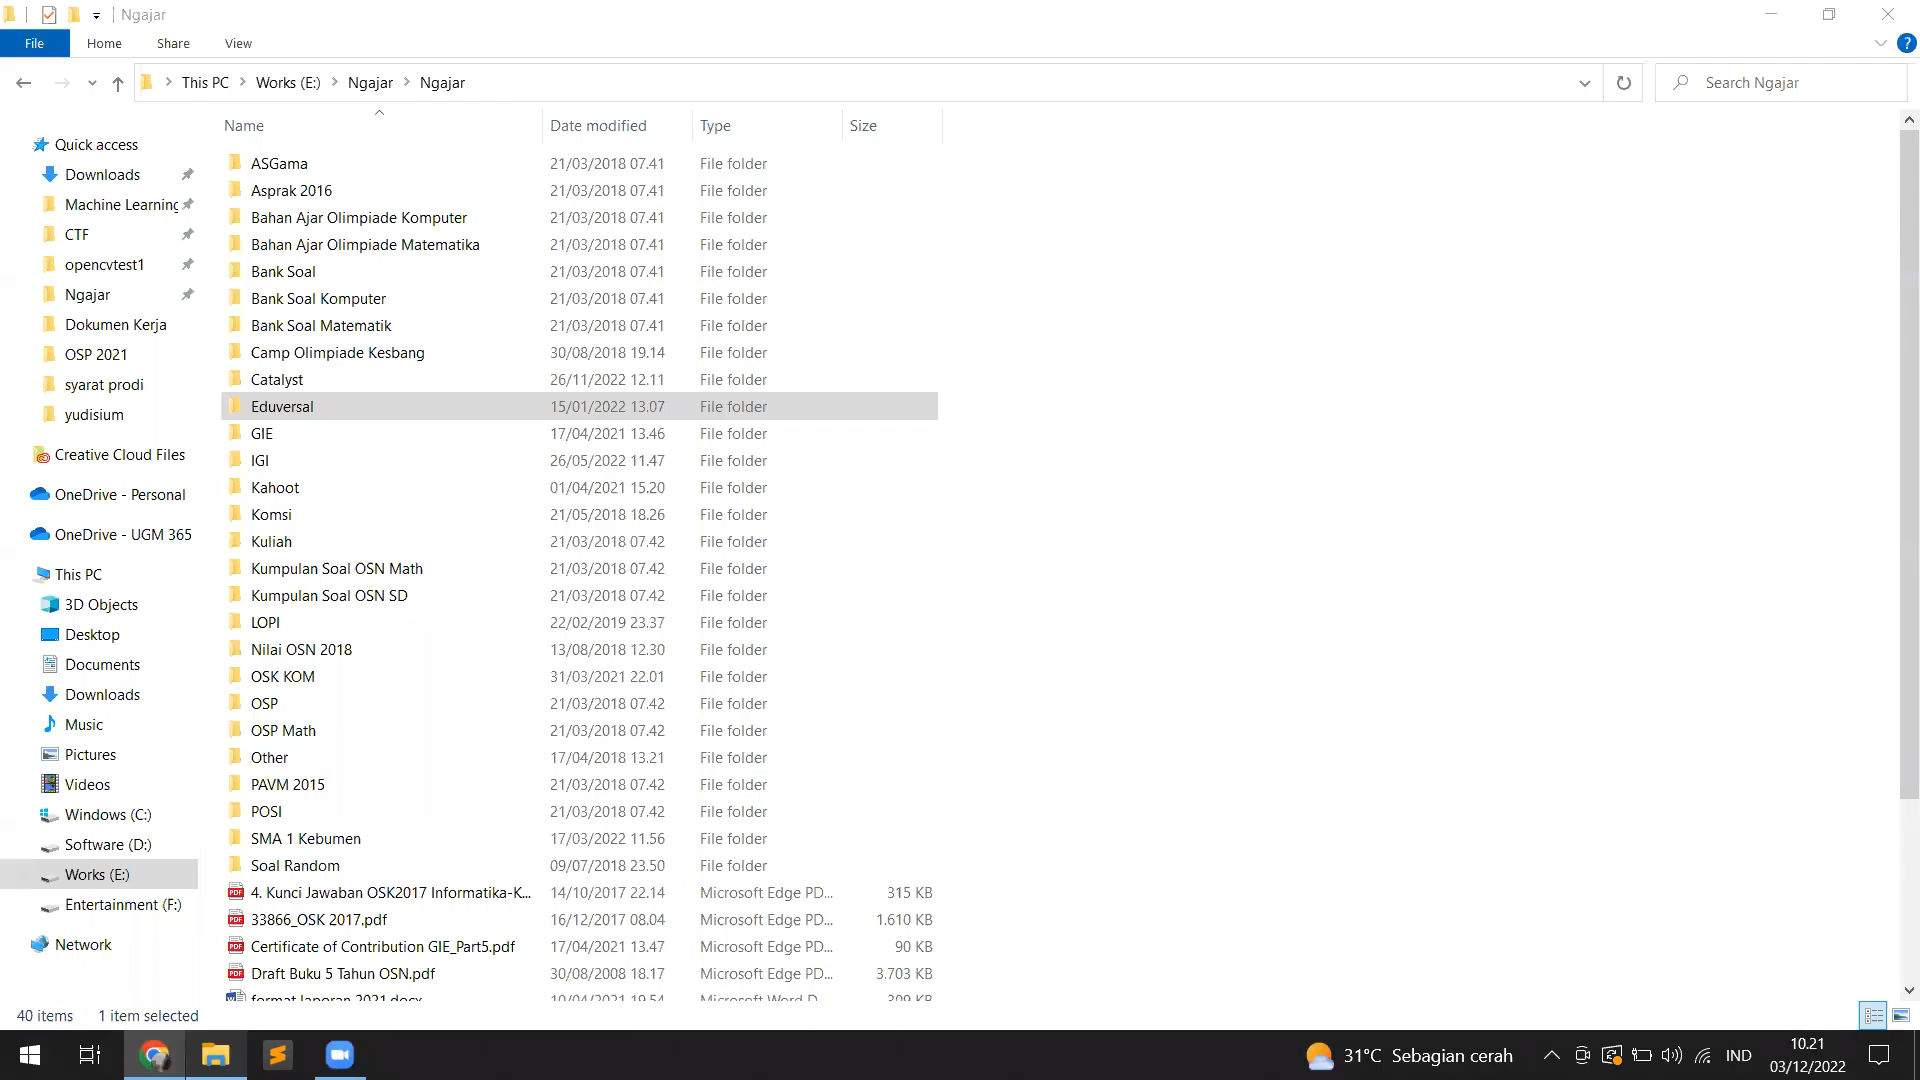 Ngajar
File Home Share View
This PC Works (E:) Ngajar Ngajar
Search Ngajar
Name Date modified Type Size
Quick access
Downloads
Machine Learning
CTF
opencvtest1
Ngajar
Dokumen Kerja
OSP 2021
syarat prodi
yudisium
Creative Cloud Files
OneDrive - Personal
OneDrive - UGM 365
This PC
3D Objects
Desktop
Documents
Downloads
Music
Pictures
Videos
Windows (C:)
Software (D:)
Works (E:)
Entertainment (F:)
Network
ASGama 21/03/2018 07.41 File folder
Asprak 2016 21/03/2018 07.41 File folder
Bahan Ajar Olimpiade Komputer 21/03/2018 07.41 File folder
Bahan Ajar Olimpiade Matematika 21/03/2018 07.41 File folder
Bank Soal 21/03/2018 07.41 File folder
Bank Soal Komputer 21/03/2018 07.41 File folder
Bank Soal Matematik 21/03/2018 07.41 File folder
Camp Olimpiade Kesbang 30/08/2018 19.14 File folder
Catalyst 26/11/2022 12.11 File folder
Eduversal 15/01/2022 13.07 File folder
GIE 17/04/2021 13.46 File folder
IGI 26/05/2022 11.47 File folder
Kahoot 01/04/2021 15.20 File folder
Komsi 21/05/2018 18.26 File folder
Kuliah 21/03/2018 07.42 File folder
Kumpulan Soal OSN Math 21/03/2018 07.42 File folder
Kumpulan Soal OSN SD 21/03/2018 07.42 File folder
LOPI 22/02/2019 23.37 File folder
Nilai OSN 2018 13/08/2018 12.30 File folder
OSK KOM 31/03/2021 22.01 File folder
OSP 21/03/2018 07.42 File folder
OSP Math 21/03/2018 07.42 File folder
Other 17/04/2018 13.21 File folder
PAVM 2015 21/03/2018 07.42 File folder
POSI 21/03/2018 07.42 File folder
SMA 1 Kebumen 17/03/2022 11.56 File folder
Soal Random 09/07/2018 23.50 File folder
4. Kunci Jawaban OSK2017 Informatika-K... 14/10/2017 22.14 Microsoft Edge PD... 315 KB
33866_OSK 2017.pdf 16/12/2017 08.04 Microsoft Edge PD... 1.610 KB
Certificate of Contribution GIE_Part5.pdf 17/04/2021 13.47 Microsoft Edge PD... 90 KB
Draft Buku 5 Tahun OSN.pdf 30/08/2008 18.17 Microsoft Edge PD... 3.703 KB
format laporan 2021.docx 10/04/2021 19.54 Microsoft Word D... 309 KB
40 items 1 item selected
31°C Sebagian cerah IND 10.21
03/12/2022